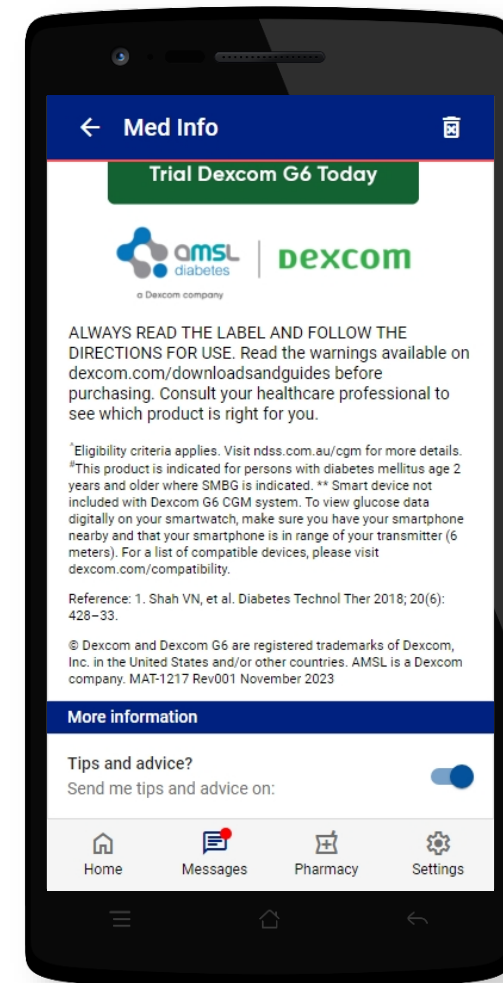 Med Info
Trial Dexcom G6 Today
amsl
diabetes
a Dexcom company
Dexcom
ALWAYS READ THE LABEL AND FOLLOW THE
DIRECTIONS FOR USE. Read the warnings available on
dexcom.com/downloadsandguides before
purchasing. Consult your healthcare professional to
see which product is right for you.
^Eligibility criteria applies. Visit ndss.com.au/cgm for more details.
#This product is indicated for persons with diabetes mellitus age 2
years and older where SMBG is indicated. ** Smart device not
included with Dexcom G6 CGM system. To view glucose data
digitally on your smartwatch, make sure you have your smartphone
nearby and that your smartphone is in range of your transmitter (6
meters). For a list of compatible devices, please visit
dexcom.com/compatibility.
Reference: 1. Shah VN, et al. Diabetes Technol Ther 2018; 20(6):
428–33.
© Dexcom and Dexcom G6 are registered trademarks of Dexcom,
Inc. in the United States and/or other countries. AMSL is a Dexcom
company. MAT-1217 Rev001 November 2023
More information
Tips and advice?
Send me tips and advice on:
Home
Messages
Pharmacy
Settings